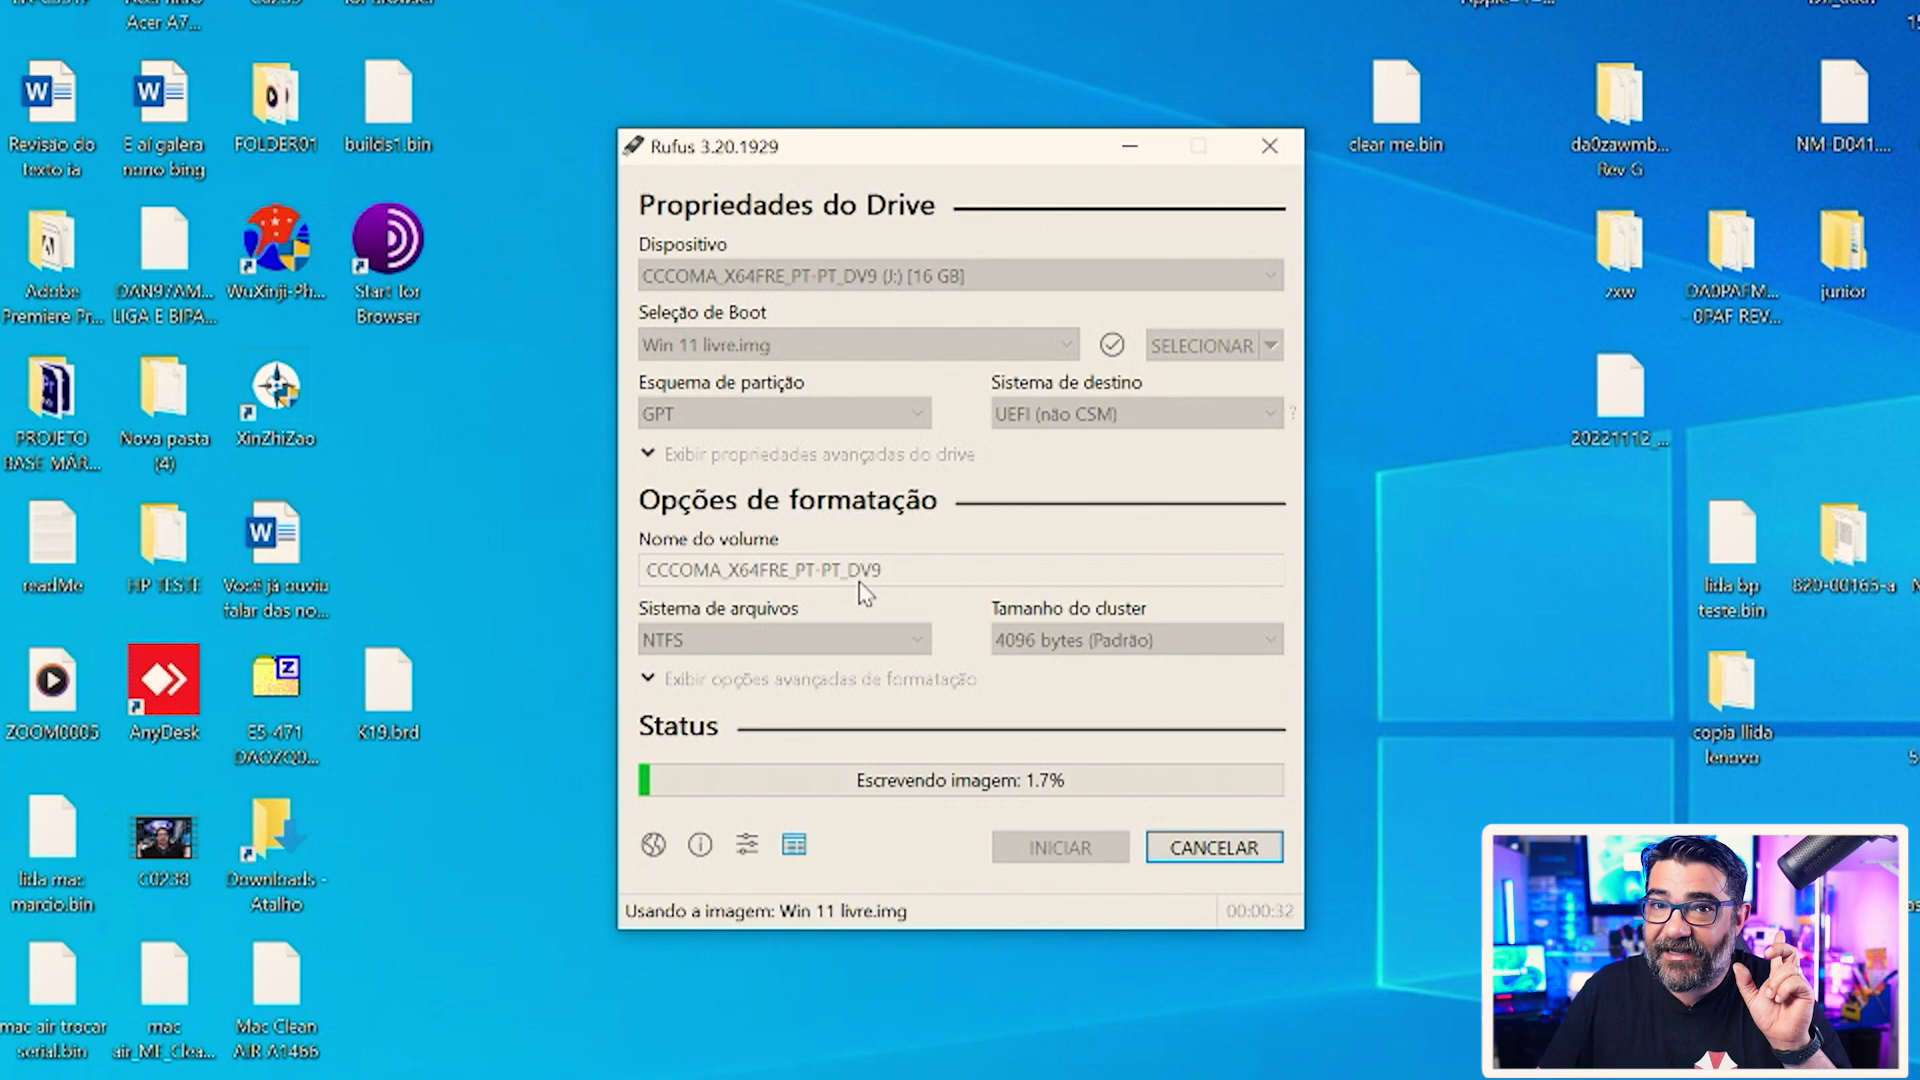 Acer A7...
Revisão do
texto ia
E aí galera
nono bing
FOLDER01
builds1.bin
Adobe
Premiere Pr...
DAN97AM...
LIGA E BIPA...
WuXinji-Ph...
Start Tor
Browser
PROJETO
BASE MÁR...
Nova pasta
(4)
XinZhiZao
readMe
HP TESTE
Você já ouviu
falar das no...
ZOOM0005
AnyDesk
E5-471
DAOZQ0...
K19.brd
lida mac
marcio.bin
C0238
Downloads -
Atalho
mac air trocar
serial.bin
mac
air_ME_Clea...
Mac Clean
AIR A1466
Rufus 3.20.1929
Propriedades do Drive
Dispositivo
CCCOMA_X64FRE_PT-PT_DV9 (J:) [16 GB]
Seleção de Boot
Win 11 livre.img
SELECIONAR
Esquema de partição
Sistema de destino
GPT
UEFI (não CSM)
?
Exibir propriedades avançadas do drive
Opções de formatação
Nome do volume
CCCOMA_X64FRE_PT-PT_DV9
Sistema de arquivos
Tamanho do cluster
NTFS
4096 bytes (Padrão)
Exibir opções avançadas de formatação
Status
Escrevendo imagem: 1.7%
INICIAR
CANCELAR
Usando a imagem: Win 11 livre.img
00:00:32
clear me.bin
da0zawmb...
Rev G
NM-D041....
zxw
DA0PAFM...
- 0PAF REV...
junior
20221112_...
lida bp
teste.bin
820-00165-a
copia llida
lenovo